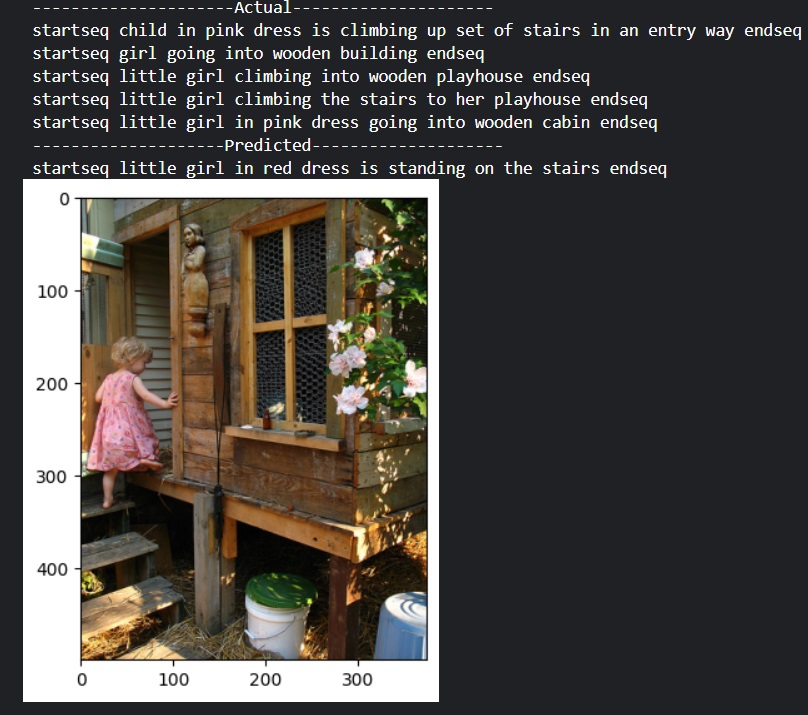 ---------------------Actual---------------------
startseq child in pink dress is climbing up set of stairs in an entry way endseq
startseq girl going into wooden building endseq
startseq little girl climbing into wooden playhouse endseq
startseq little girl climbing the stairs to her playhouse endseq
startseq little girl in pink dress going into wooden cabin endseq
--------------------Predicted--------------------
startseq little girl in red dress is standing on the stairs endseq
0
100
200
300
400
0 100 200 300